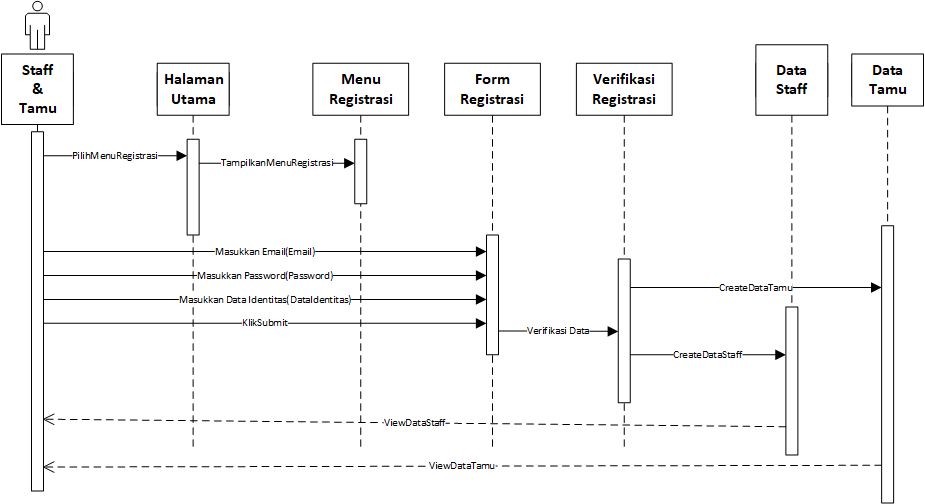 Staff
&
Tamu
Halaman
Utama
Menu
Registrasi
Form
Registrasi
Verifikasi
Registrasi
Data
Staff
Data
Tamu
PilihMenuRegistrasi
TampilkanMenuRegistrasi
Masukkan Email(Email)
Masukkan Password(Password)
CreateDataTamu
Masukkan Data Identitas(DataIdentitas)
KlikSubmit
Verifikasi Data
CreateDataStaff
ViewDataStaff
ViewDataTamu